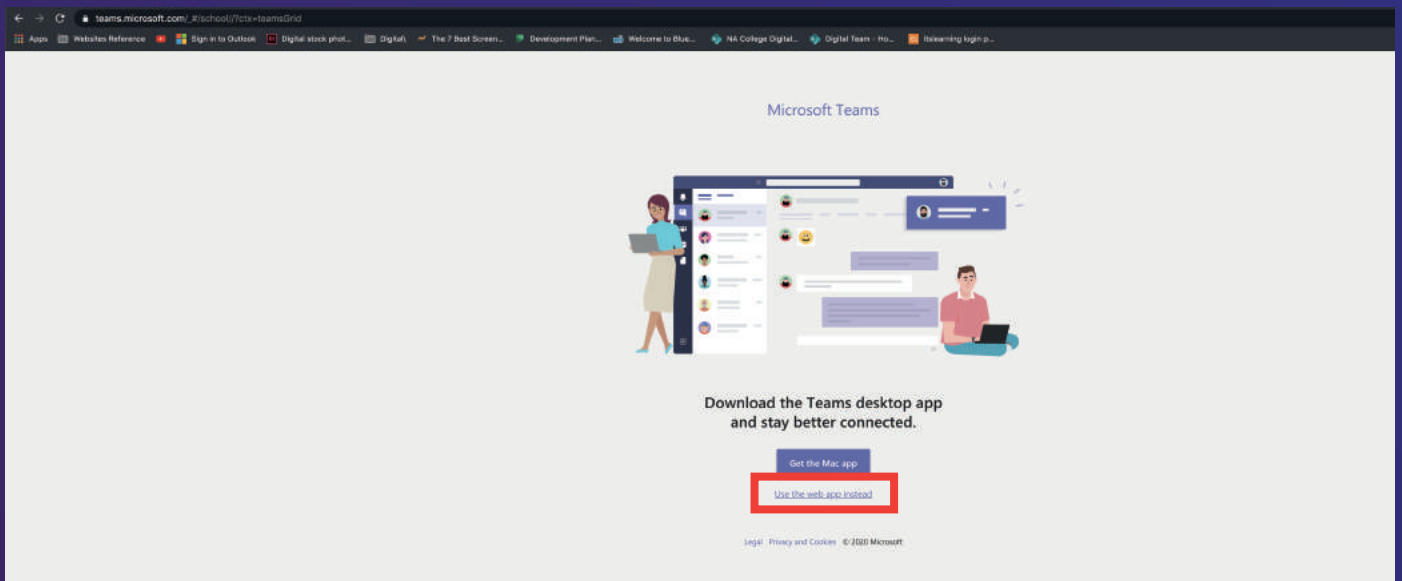 teams.microsoft.com/_#/school//?ctx=teamsGrid
Apps Websites Reference Sign in to Outlook Digital stock phot... Digital\ The 7 Best Screen... Development Plan... Welcome to Blue... NA College Digital... Digital Team - Ho... itslearning login p...
Microsoft Teams
Download the Teams desktop app
and stay better connected.
Get the Mac app
Use the web app instead
Legal Privacy and Cookies © 2020 Microsoft